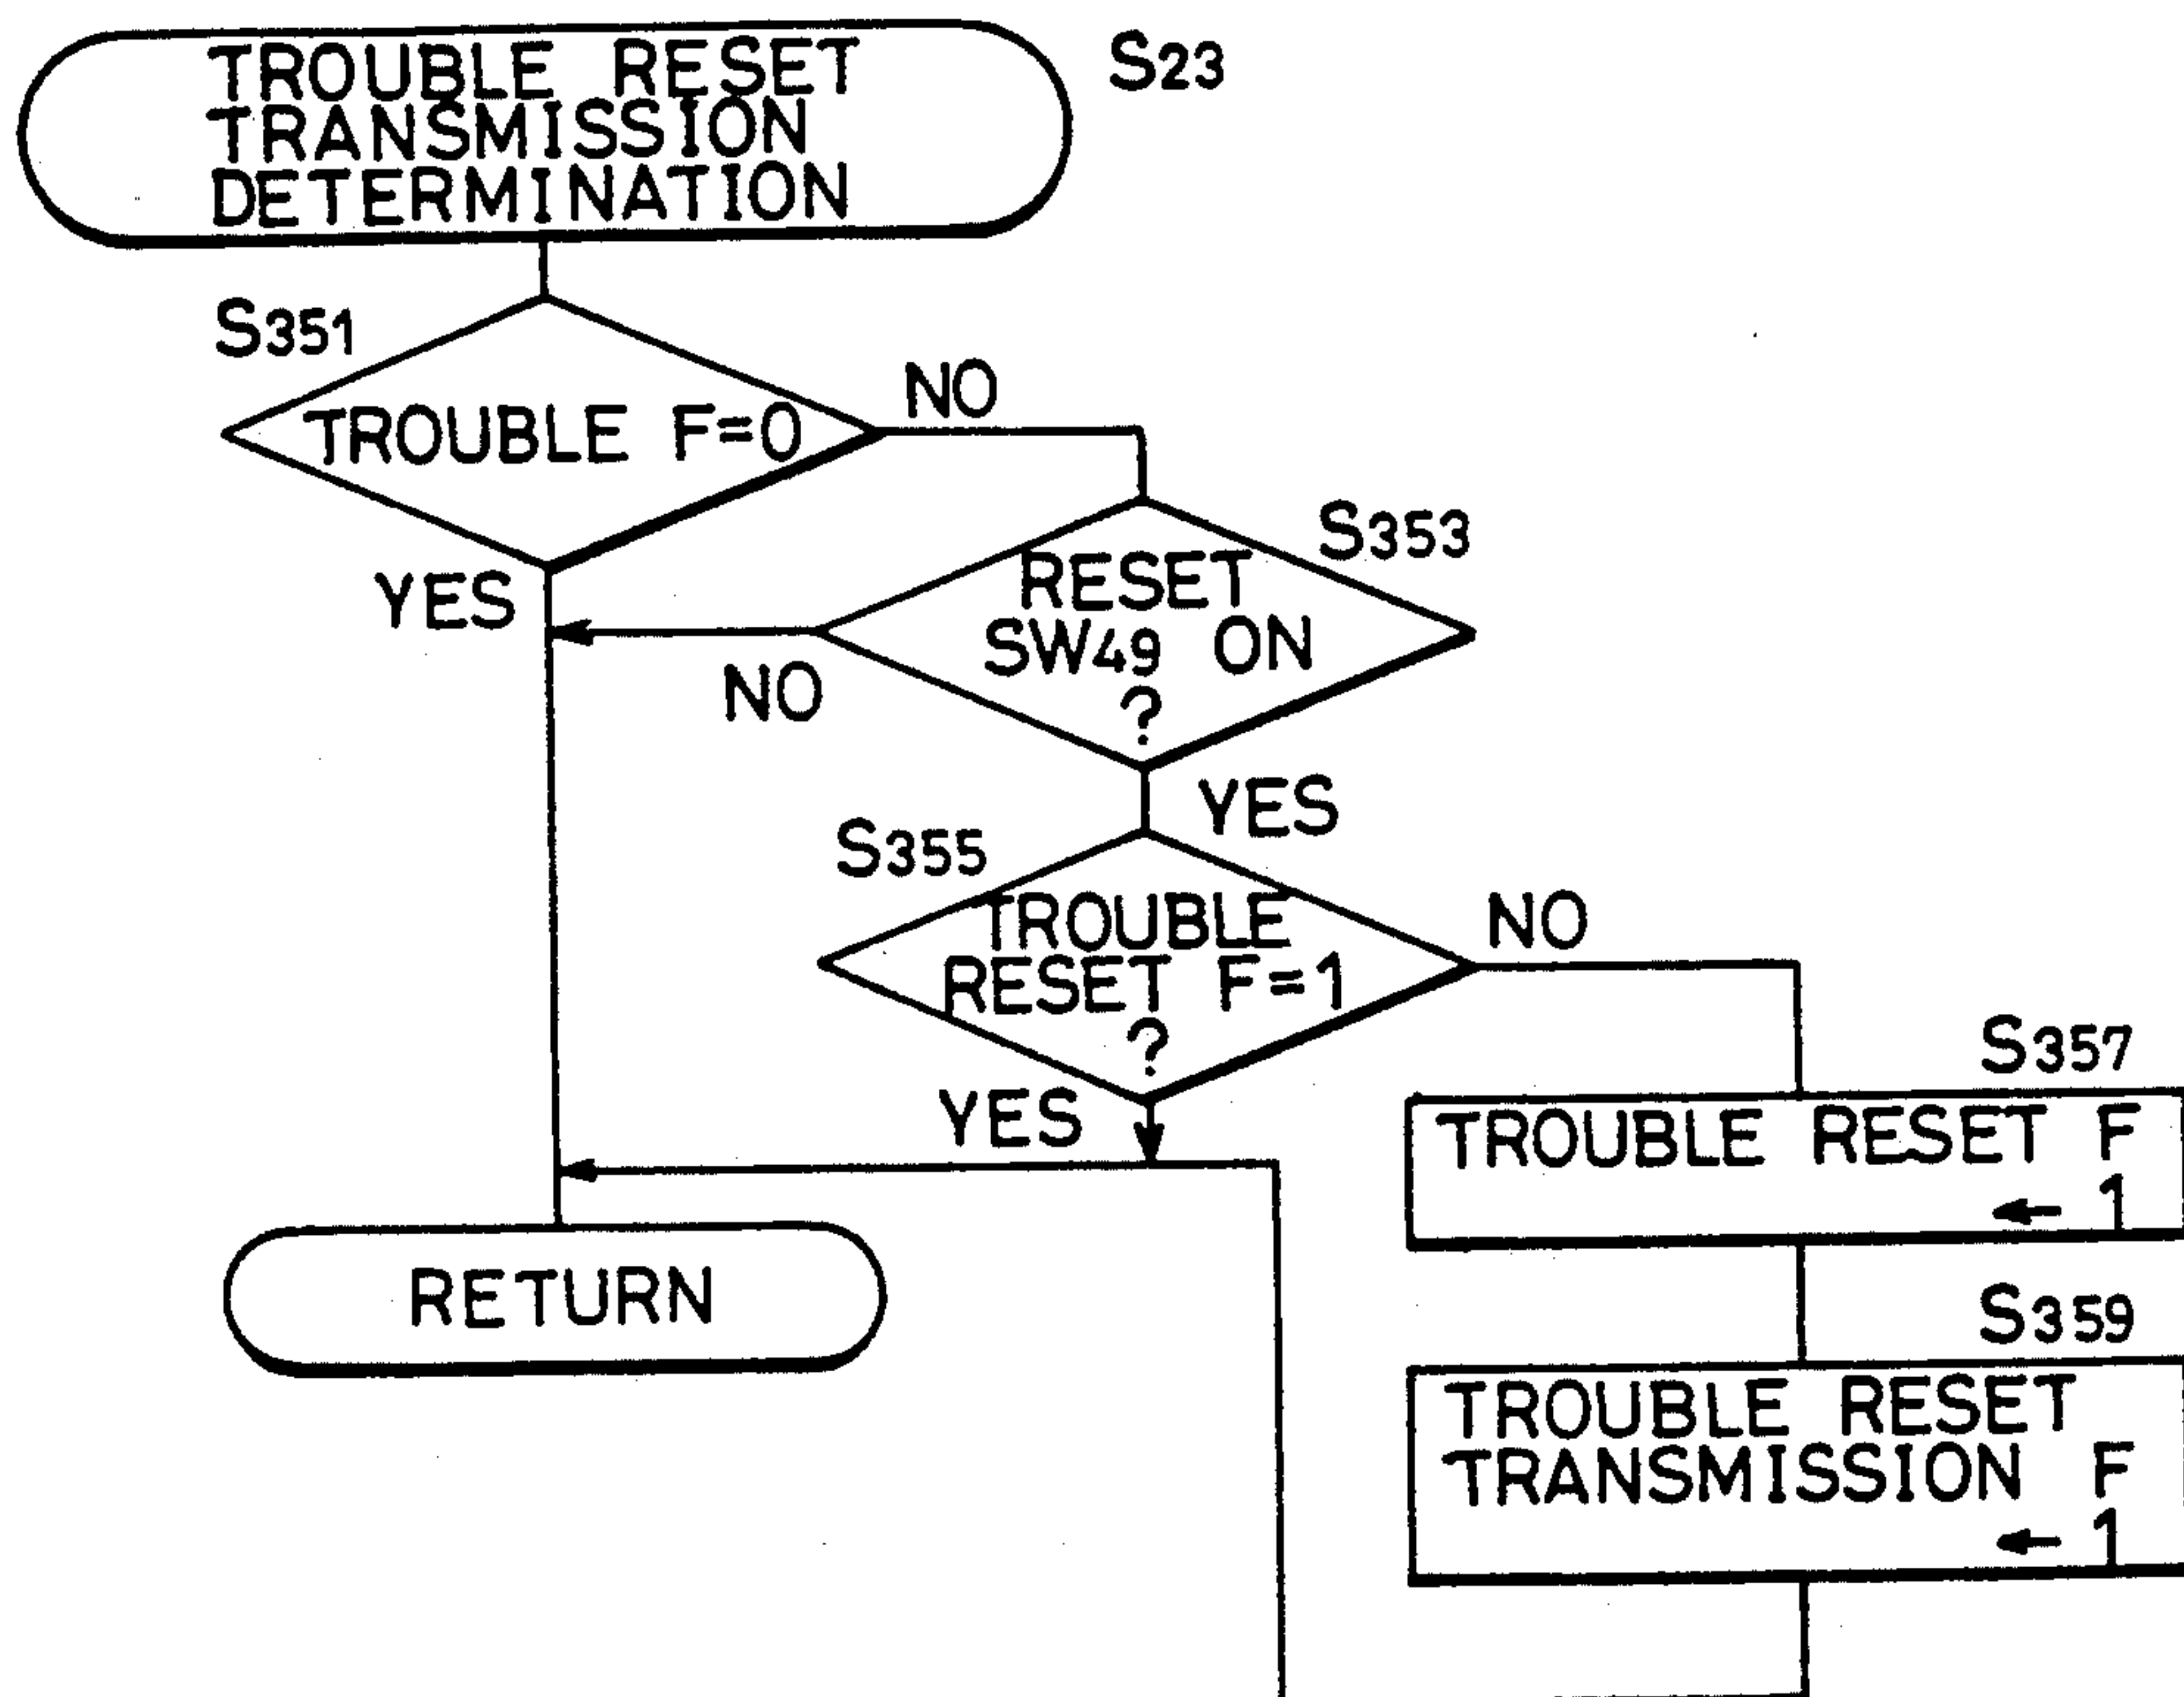 TROUBLE RESET
TRANSMISSION
DETERMINATION
S23
S351
TROUBLE F=0
NO
YES
S353
RESET
SW49 ON
?
NO
YES
S355
TROUBLE
RESET F=1
?
NO
YES
S357
TROUBLE RESET F
← 1
RETURN
S359
TROUBLE RESET
TRANSMISSION F
← 1